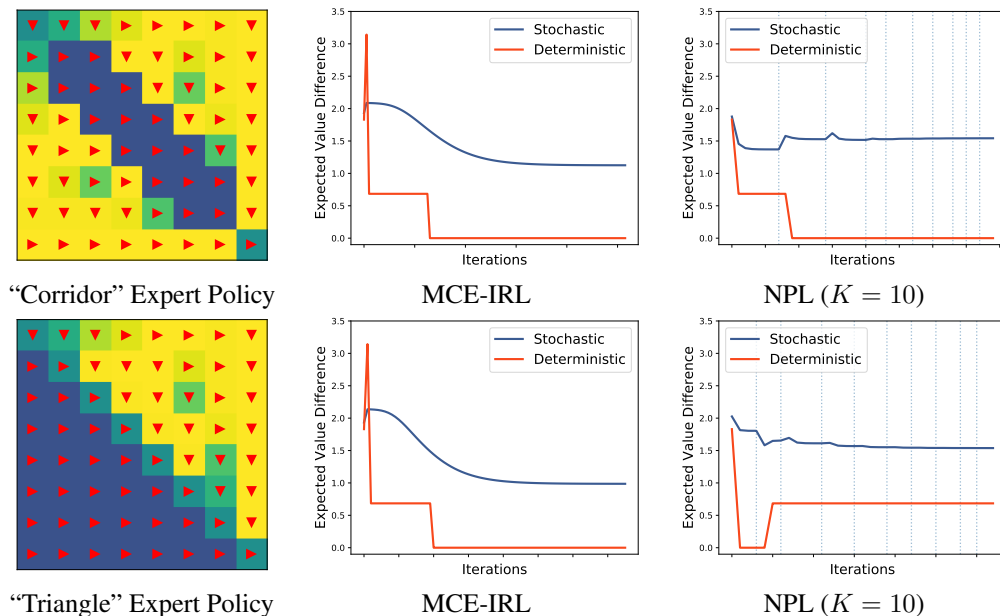 3.5
3.0
2.5
2.0
1.5
1.0
0.5
0.0
Expected Value Difference
Stochastic
Deterministic
Iterations
3.5
3.0
2.5
2.0
1.5
1.0
0.5
0.0
Expected Value Difference
Stochastic
Deterministic
Iterations
“Corridor” Expert Policy
MCE-IRL
NPL (K = 10)
3.5
3.0
2.5
2.0
1.5
1.0
0.5
0.0
Expected Value Difference
Stochastic
Deterministic
Iterations
3.5
3.0
2.5
2.0
1.5
1.0
0.5
0.0
Expected Value Difference
Stochastic
Deterministic
Iterations
“Triangle” Expert Policy
MCE-IRL
NPL (K = 10)